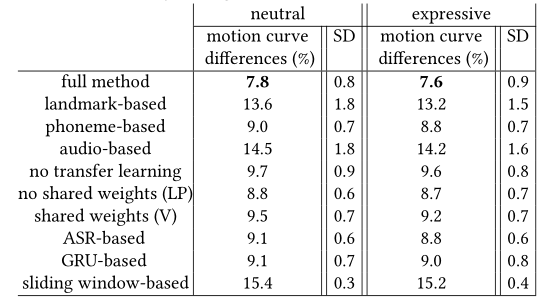 neutral expressive
motion curve SD motion curve SD
differences (%) differences (%)
full method 7.8 0.8 7.6 0.9
landmark-based 13.6 1.8 13.2 1.5
phoneme-based 9.0 0.7 8.8 0.7
audio-based 14.5 1.8 14.2 1.6
no transfer learning 9.7 0.9 9.6 0.8
no shared weights (LP) 8.8 0.6 8.7 0.7
shared weights (V) 9.5 0.7 9.2 0.7
ASR-based 9.1 0.6 8.8 0.6
GRU-based 9.1 0.7 9.0 0.8
sliding window-based 15.4 0.3 15.2 0.4